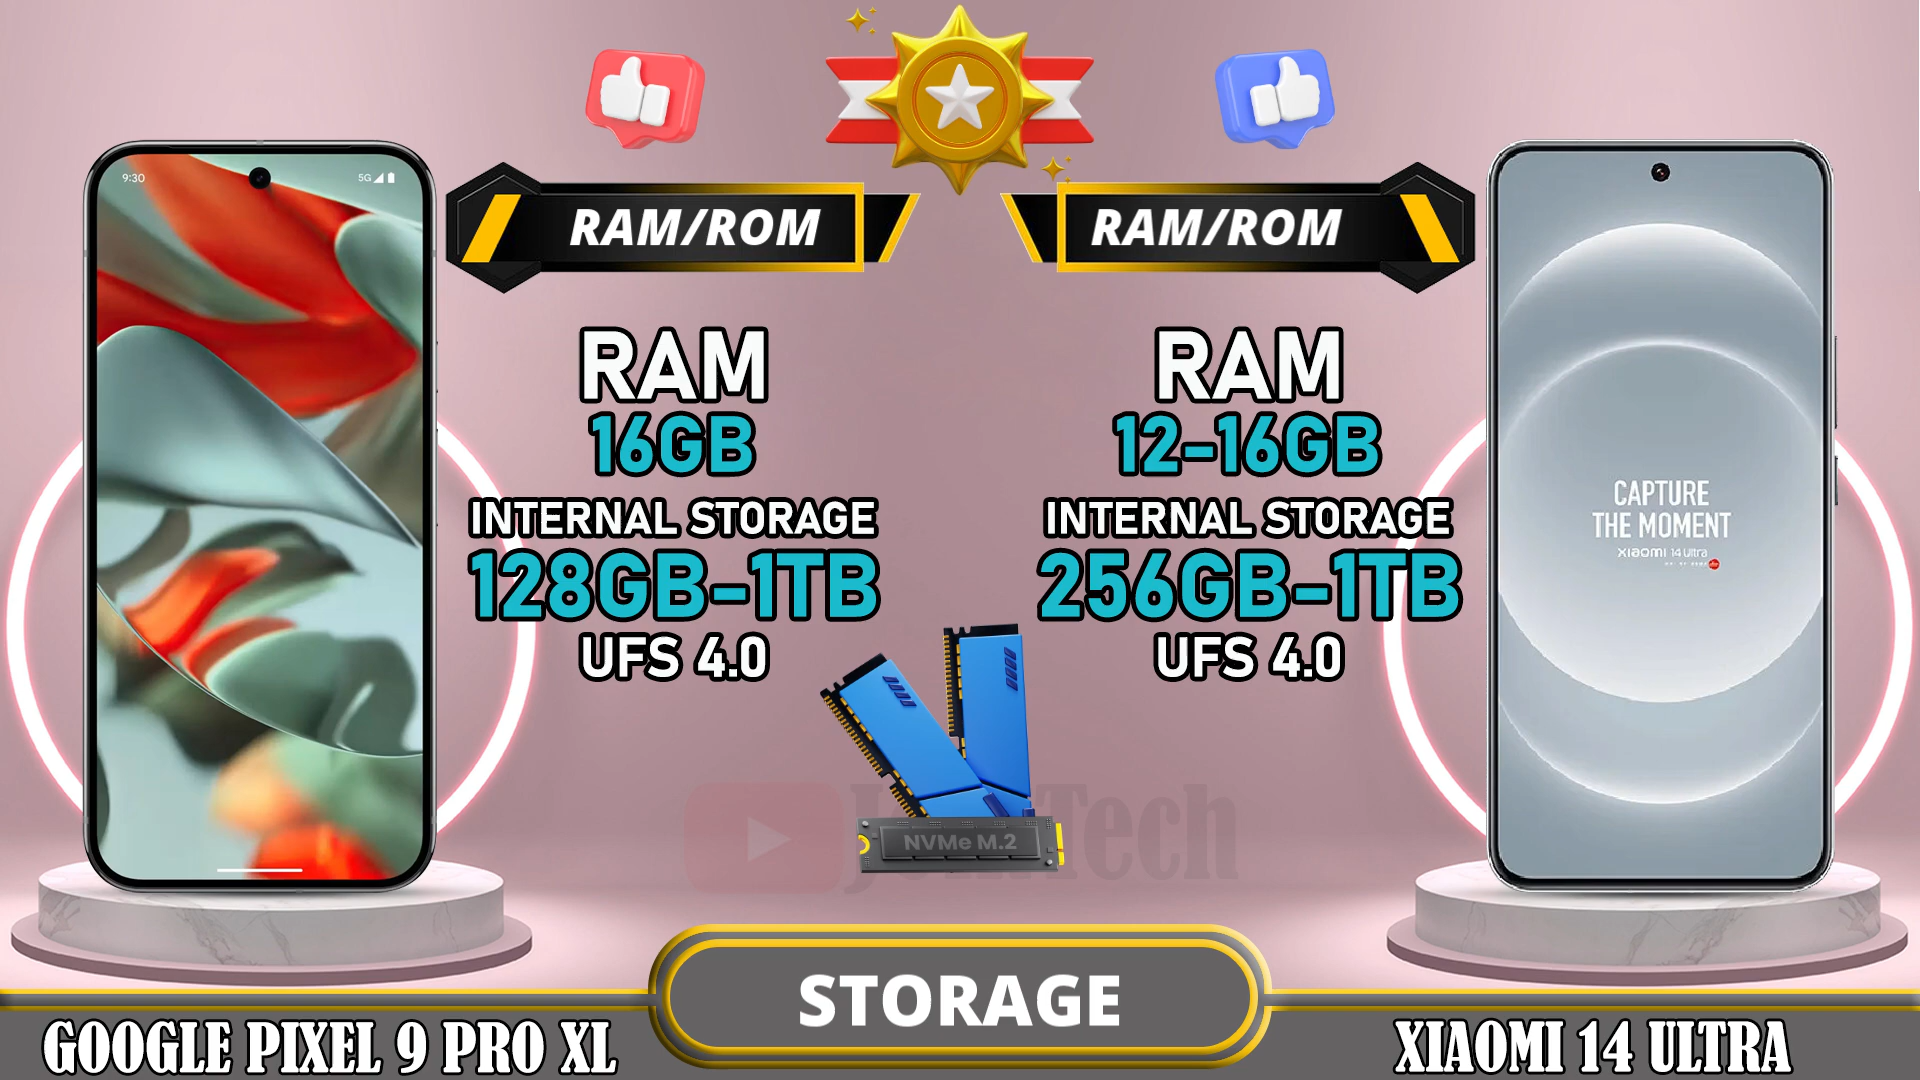 9:30
5G
RAM/ROM
RAM
16GB
INTERNAL STORAGE
128GB-1TB
UFS 4.0
RAM/ROM
RAM
12-16GB
INTERNAL STORAGE
256GB-1TB
UFS 4.0
CAPTURE
THE MOMENT
xiaomi 14 Ultra
NVMe M.2
STORAGE
GOOGLE PIXEL 9 PRO XL
XIAOMI 14 ULTRA